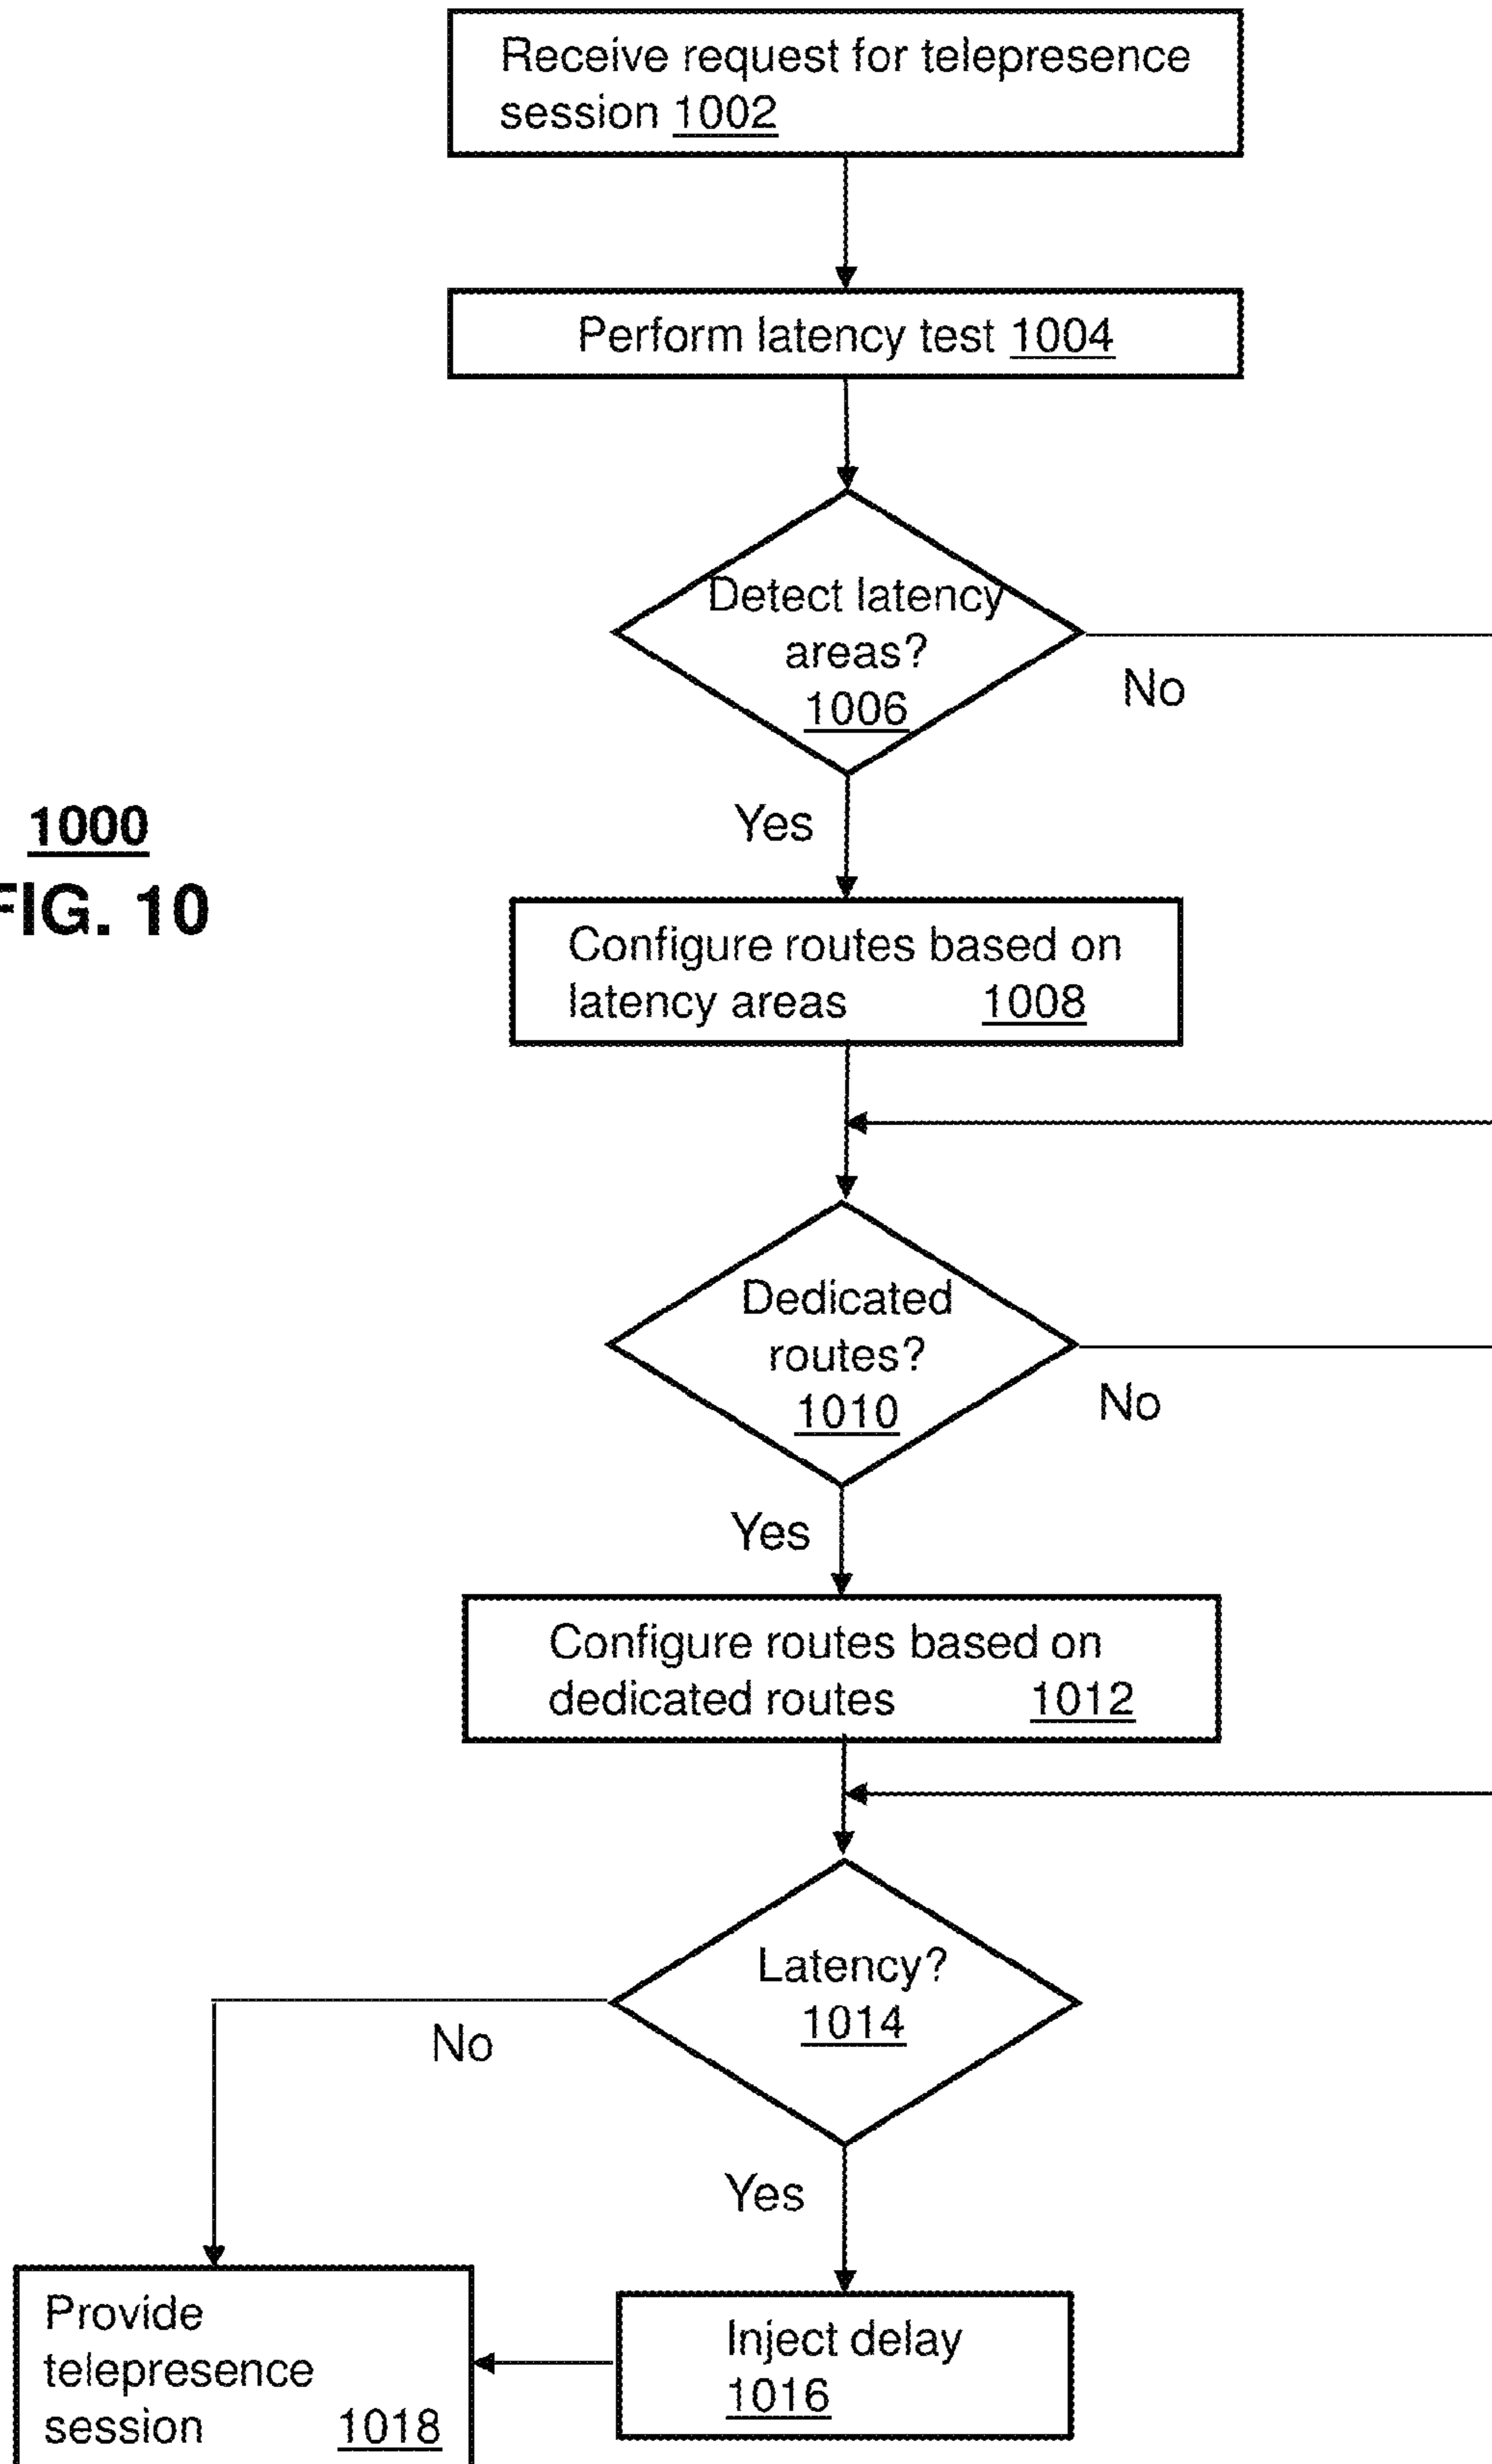 Receive request for telepresence
session 1002
Perform latency test 1004
Detect latency
areas?
1006
No
Yes
1000
FIG. 10
Configure routes based on
latency areas 1008
Dedicated
routes?
1010
No
Yes
Configure routes based on
dedicated routes 1012
Latency?
1014
No
Yes
Provide
telepresence
session 1018
Inject delay
1016